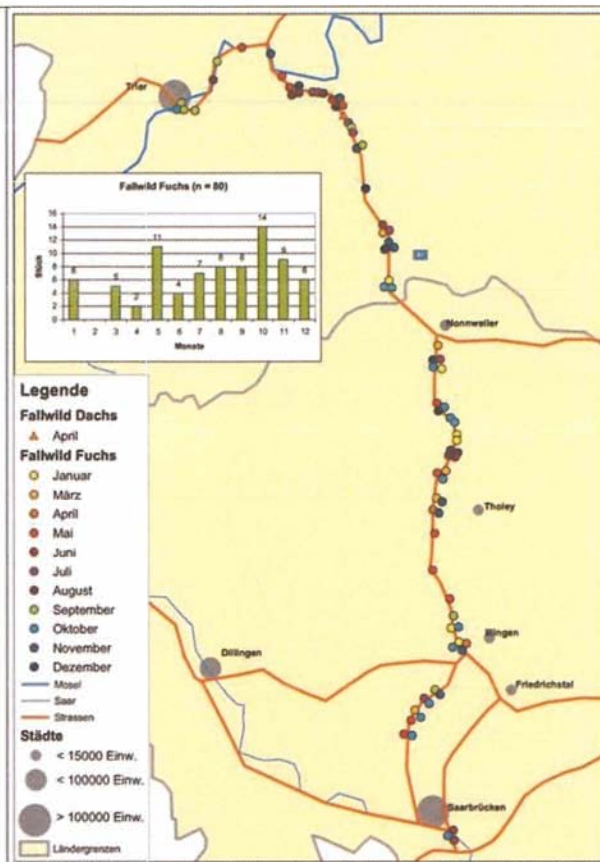 Trier
Fallwild Fuchs (n = 80)
Stück
16
14
12
10
8
6
4
2
0
6
5
2
11
4
7
8
8
14
9
6
1 2 3 4 5 6 7 8 9 10 11 12
Monate
Nonnweiler
Tholey
Illingen
Dillingen
Friedrichstal
Saarbrücken
Legende
Fallwild Dachs
April
Fallwild Fuchs
Januar
März
April
Mai
Juni
Juli
August
September
Oktober
November
Dezember
Mosel
Saar
Strassen
Städte
< 15000 Einw.
< 100000 Einw.
> 100000 Einw.
Ländergrenzen